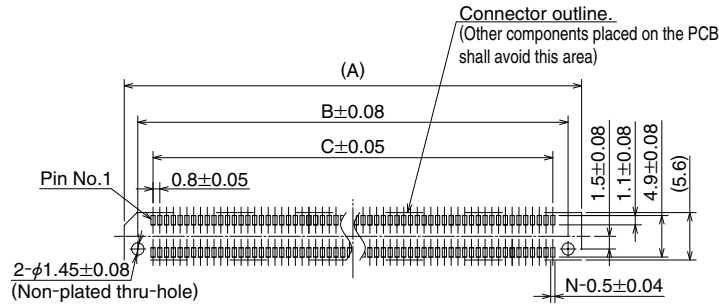 Connector outline.
(Other components placed on the PCB
shall avoid this area)
(A)
B±0.08
C±0.05
Pin No.1
0.8±0.05
1.5±0.08
1.1±0.08
4.9±0.08
(5.6)
2-ϕ1.45±0.08
(Non-plated thru-hole)
N-0.5±0.04